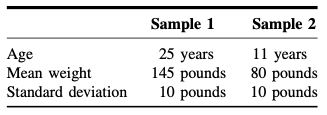 Sample 1 Sample 2
Age 25 years 11 years
Mean weight 145 pounds 80 pounds
Standard deviation 10 pounds 10 pounds